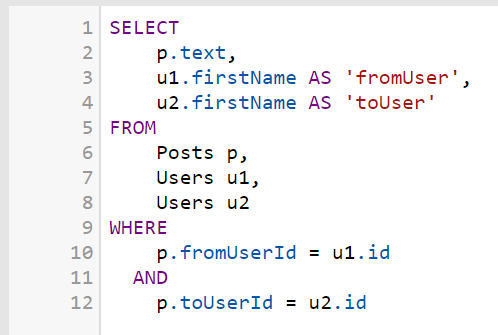 1 SELECT
2 p.text,
3 u1.firstName AS 'fromUser',
4 u2.firstName AS 'toUser'
5 FROM
6 Posts p,
7 Users u1,
8 Users u2
9 WHERE
10 p.fromUserId = u1.id
11 AND
12 p.toUserId = u2.id